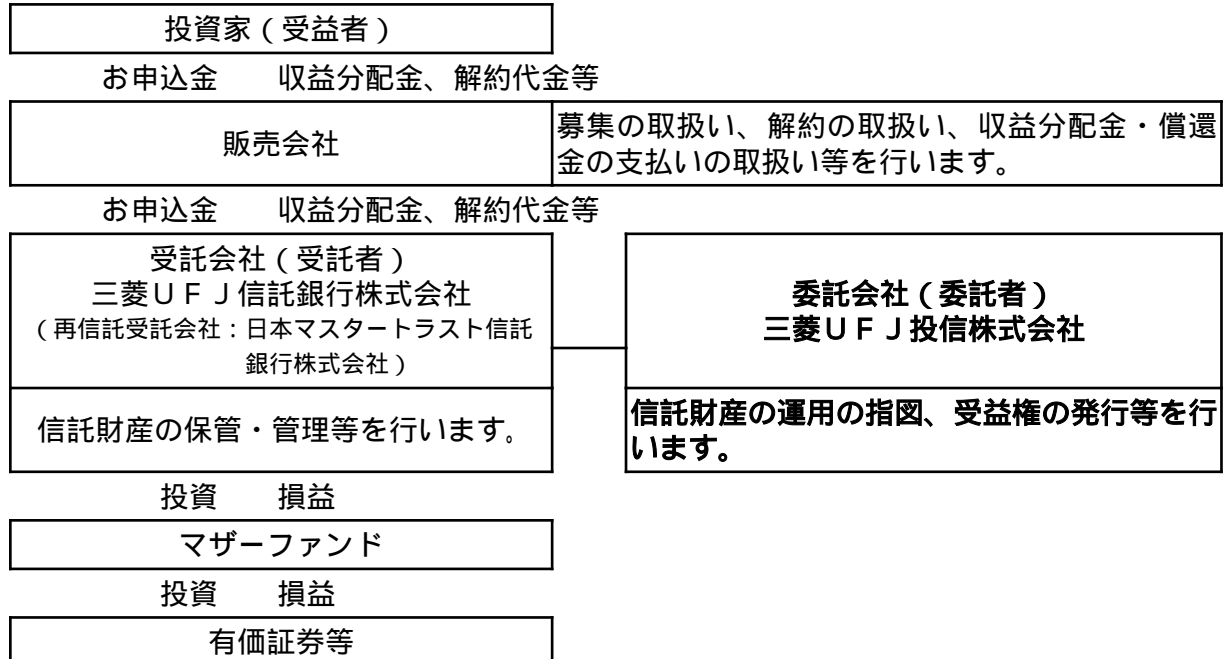 投資家(受益者)
お申込金　　収益分配金、解約代金等
販売会社
募集の取扱い、解約の取扱い、収益分配金・償還
金の支払いの取扱い等を行います。
お申込金　　収益分配金、解約代金等
受託会社(受託者)
三菱UFJ信託銀行株式会社
(再信託受託会社:日本マスタートラスト信託
銀行株式会社)
信託財産の保管・管理等を行います。
委託会社(委託者)
三菱UFJ投信株式会社
信託財産の運用の指図、受益権の発行等を行
います。
投資　　損益
マザーファンド
投資　　損益
有価証券等